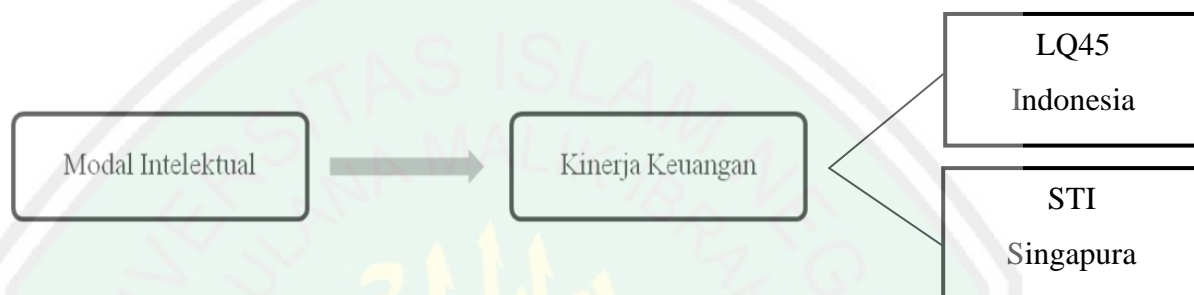 Modal Intelektual
Kinerja Keuangan
LQ45
Indonesia
STI
Singapura